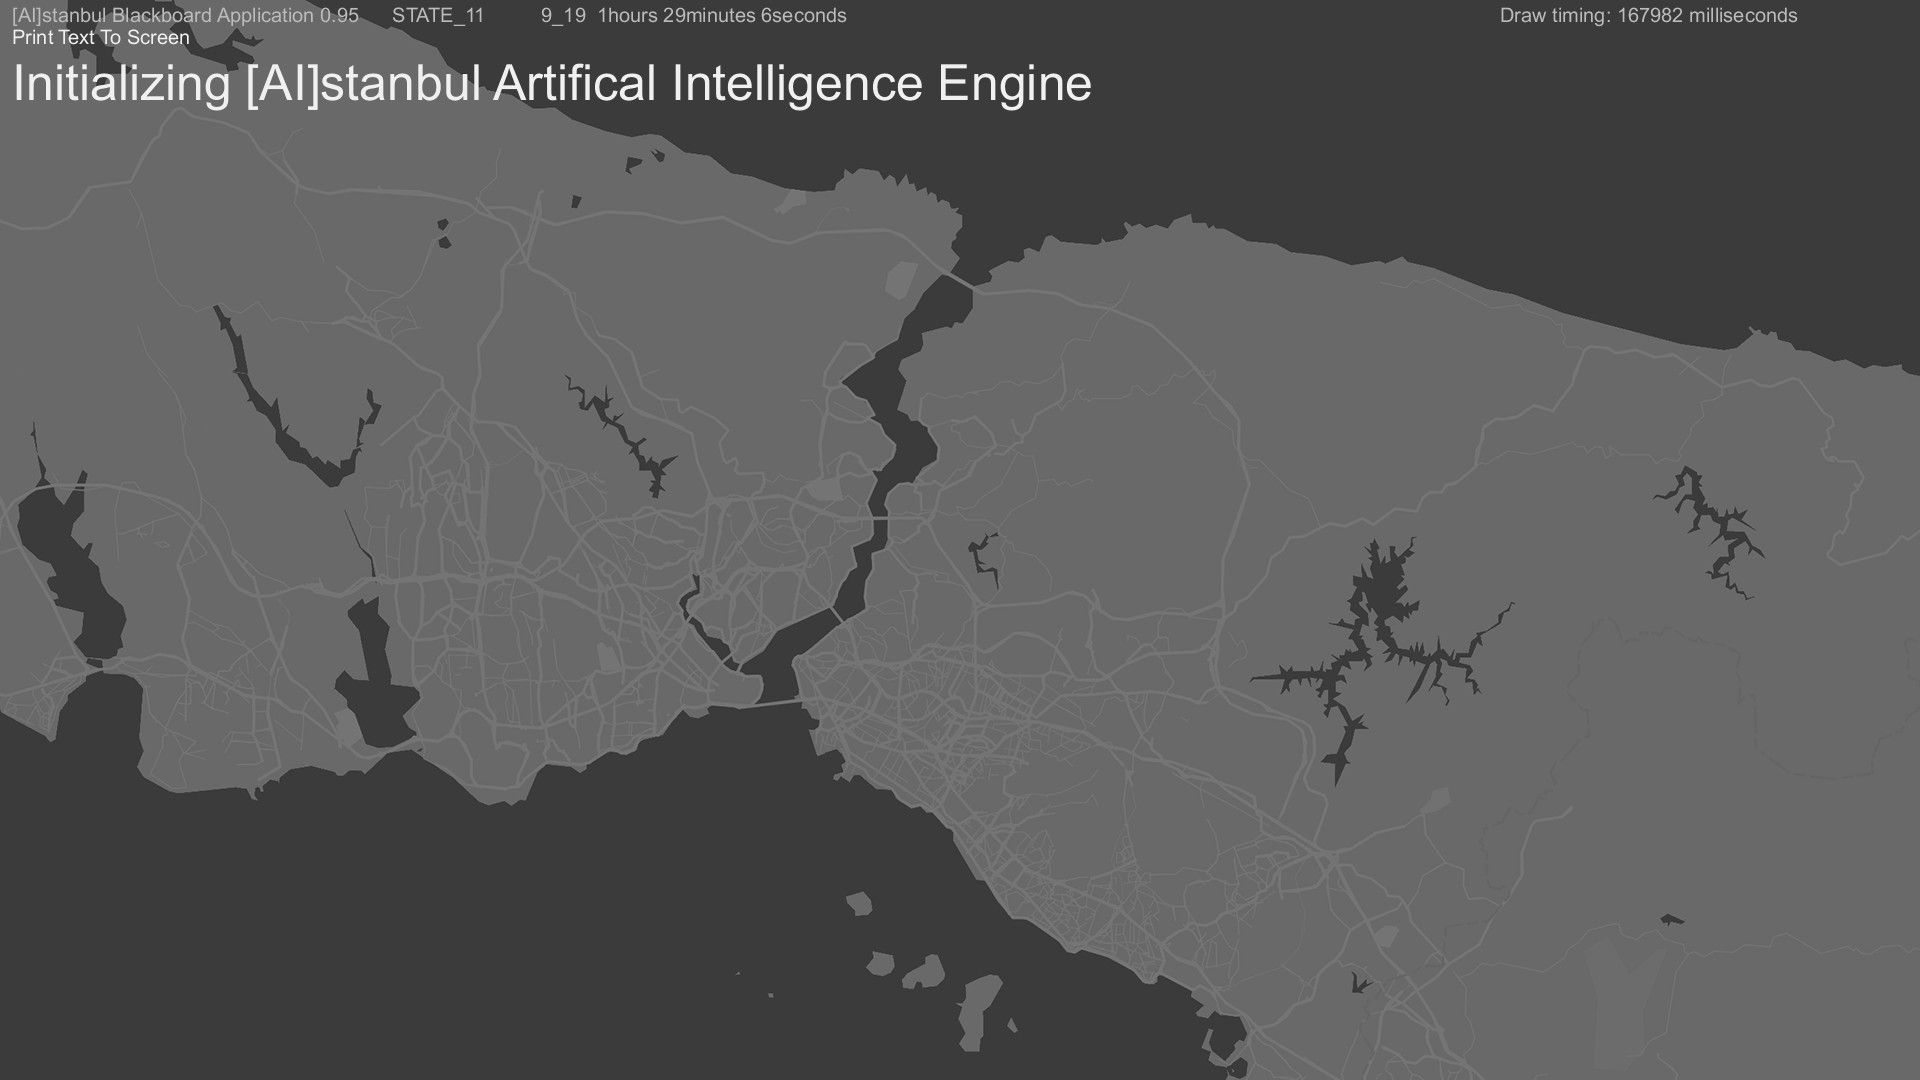 [AI]stanbul Blackboard Application 0.95 STATE_11 9_19 1hours 29minutes 6seconds Draw timing: 167982 milliseconds
Print Text To Screen
Initializing [AI]stanbul Artifical Intelligence Engine